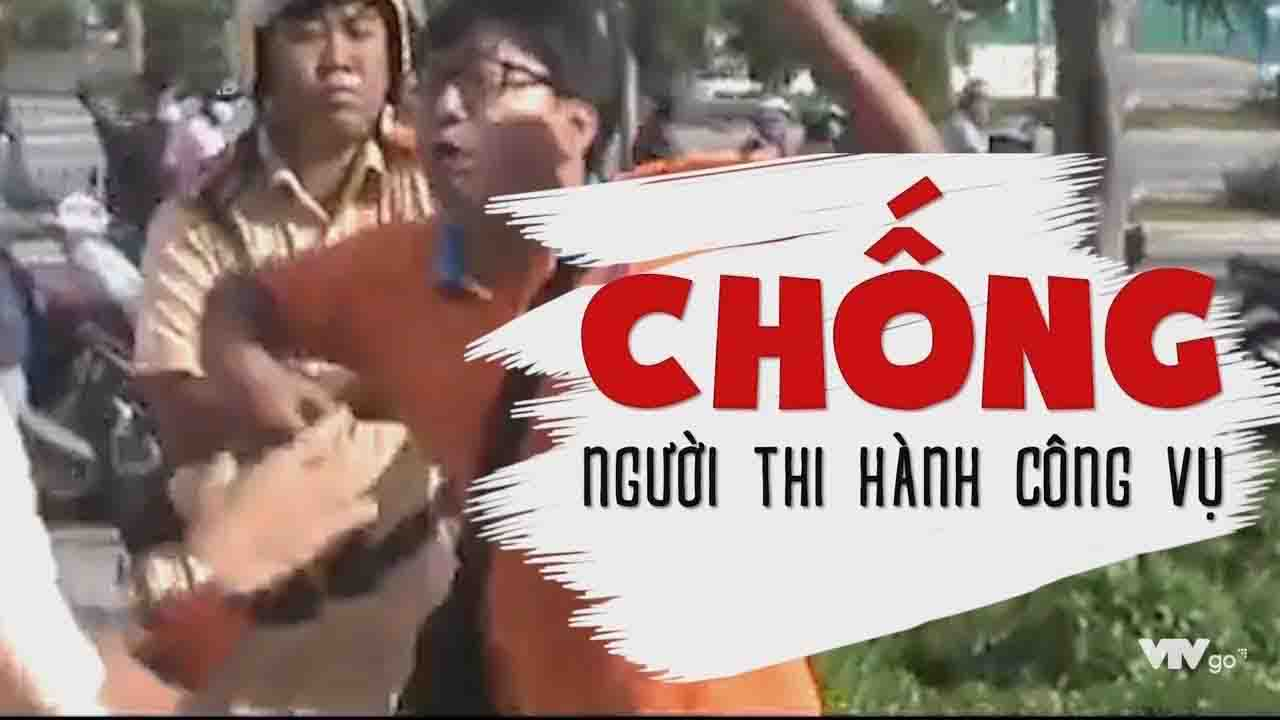 CHỐNG
NGƯỜI THI HÀNH CÔNG VỤ
VTVgo